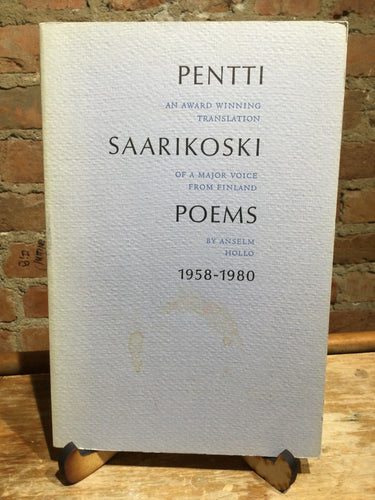 PENTTI
AN AWARD WINNING
TRANSLATION
SAARIKOSKI
OF A MAJOR VOICE
FROM FINLAND
POEMS
BY ANSELM
HOLLO
1958-1980